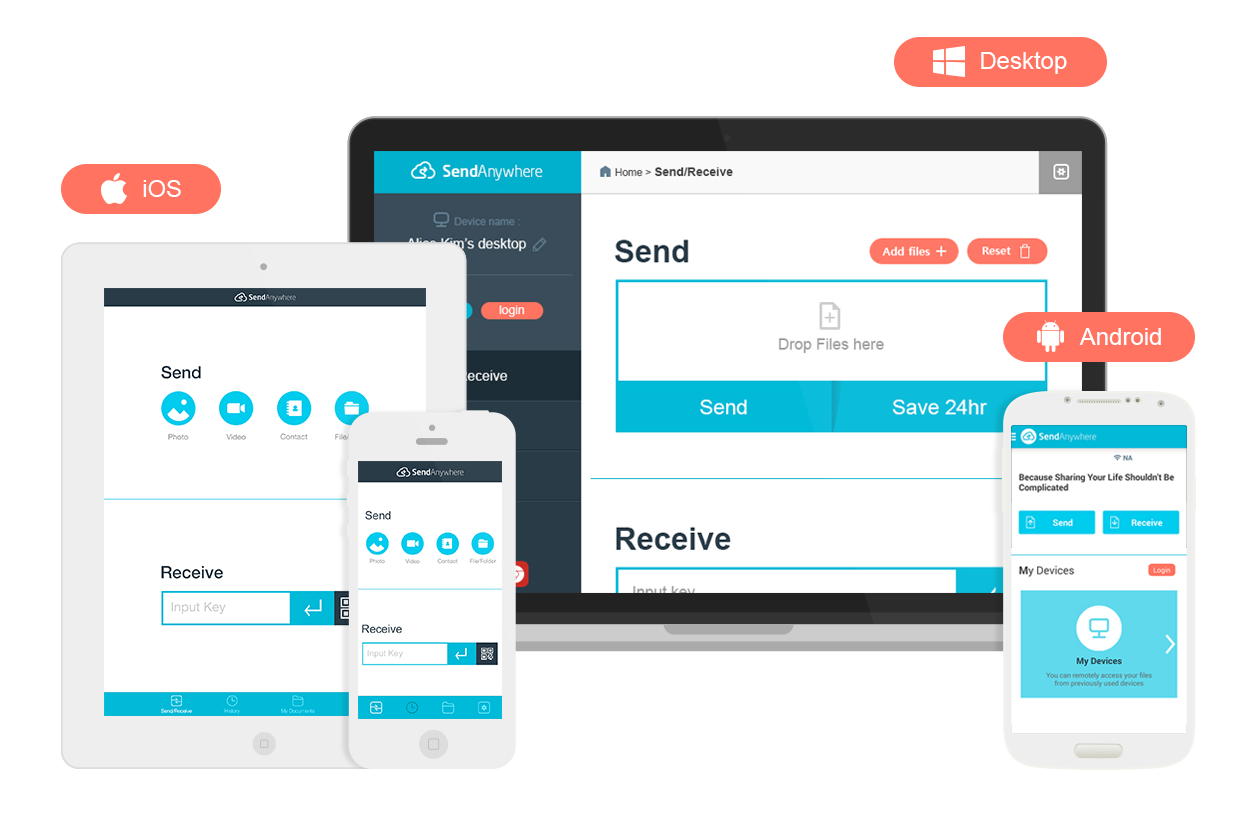 Desktop
iOS
SendAnywhere
Home > Send/Receive
Device name :
Alice Kim's desktop
login
Receive
Send
Add files +
Reset
Drop Files here
Send
Save 24hr
Receive
Input key
SendAnywhere
Send
Photo
Video
Contact
File/
Receive
Input Key
Send/Receive
History
My Documents
SendAnywhere
Send
Photo
Video
Contact
File/Folder
Receive
Input Key
Android
SendAnywhere
NA
Because Sharing Your Life Shouldn't Be
Complicated
Send
Receive
My Devices
Login
My Devices
You can remotely access your files
from previously used devices